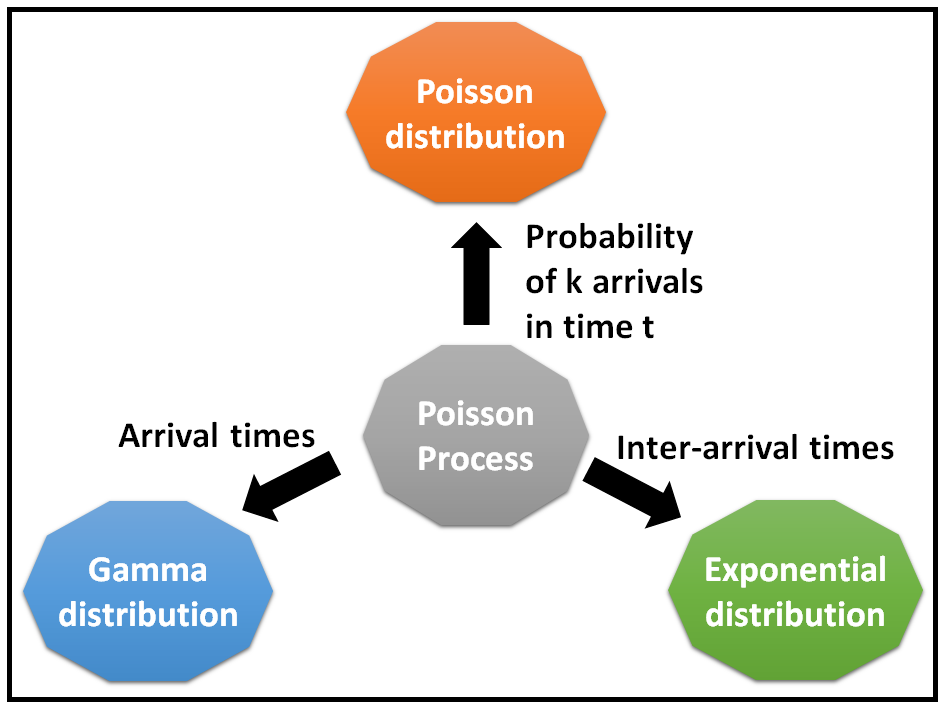 Poisson
distribution
Probability
of k arrivals
in time t
Poisson
Process
Arrival times
Inter-arrival times
Gamma
distribution
Exponential
distribution